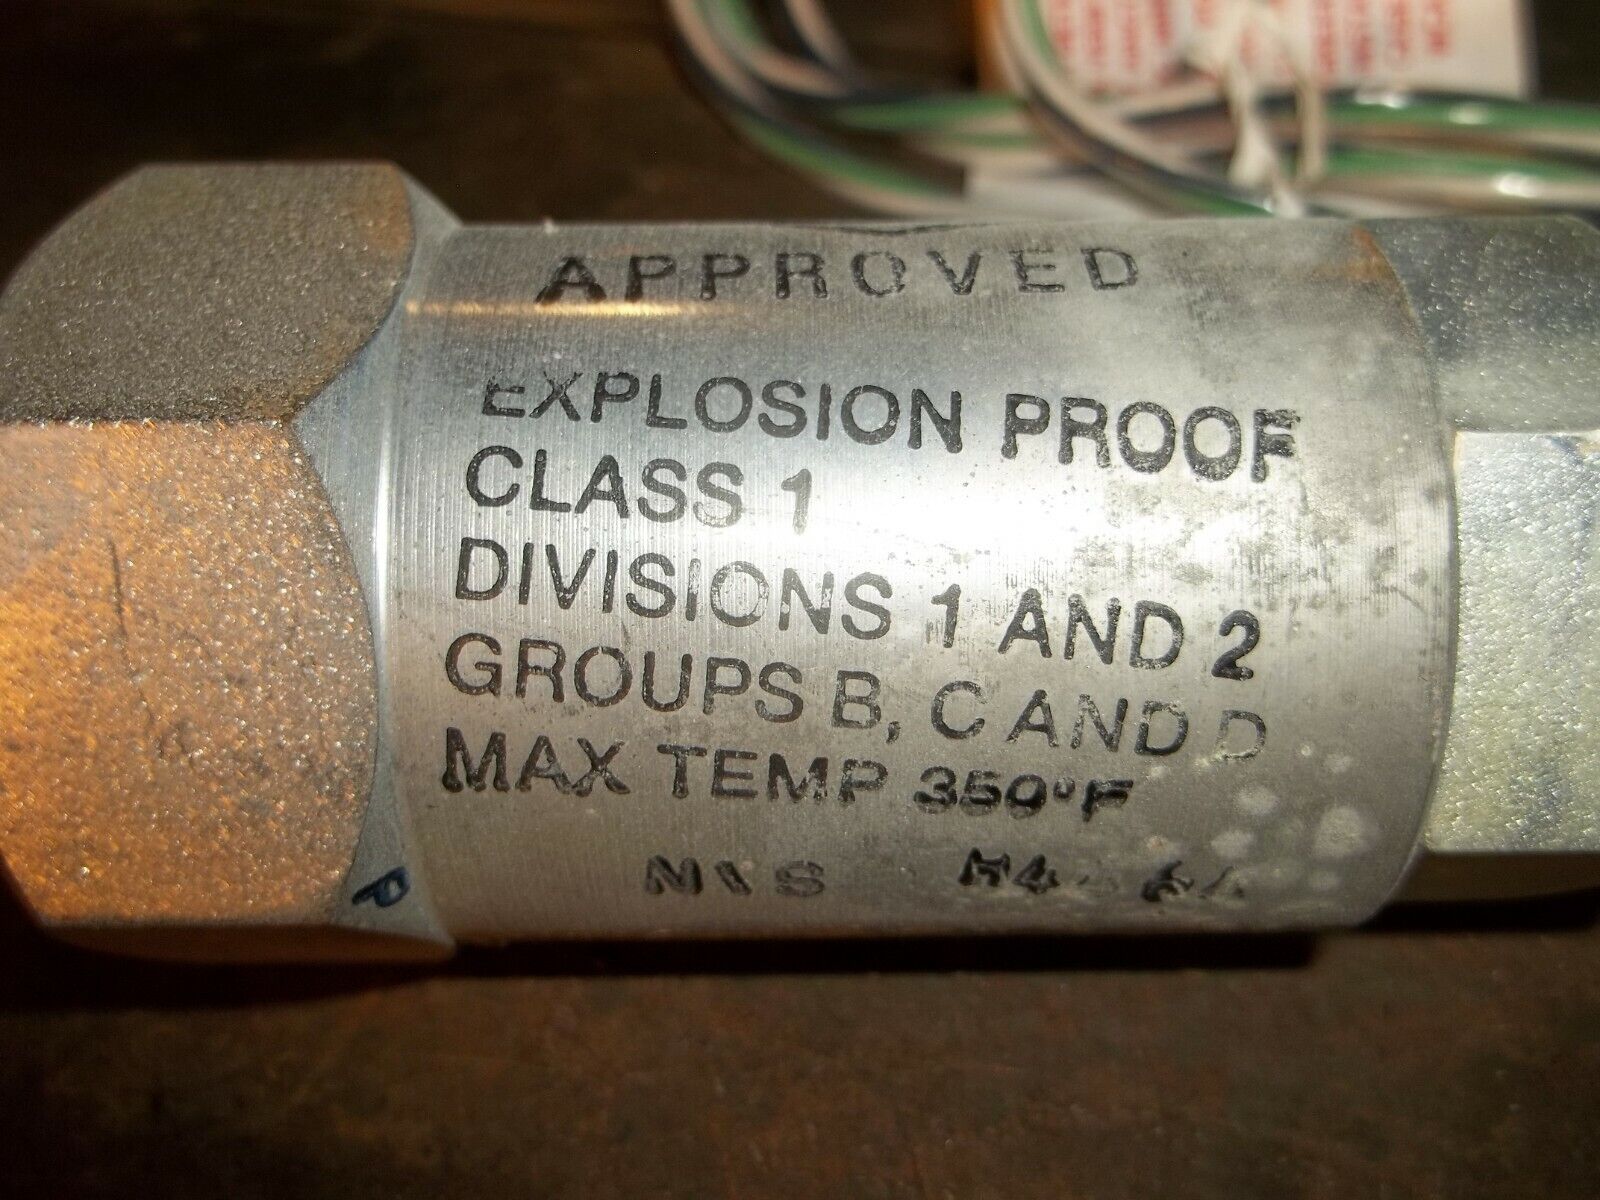 APPROVED
EXPLOSION PROOF
CLASS 1
DIVISIONS 1 AND 2
GROUPS B, C AND D
MAX TEMP 350°F
P